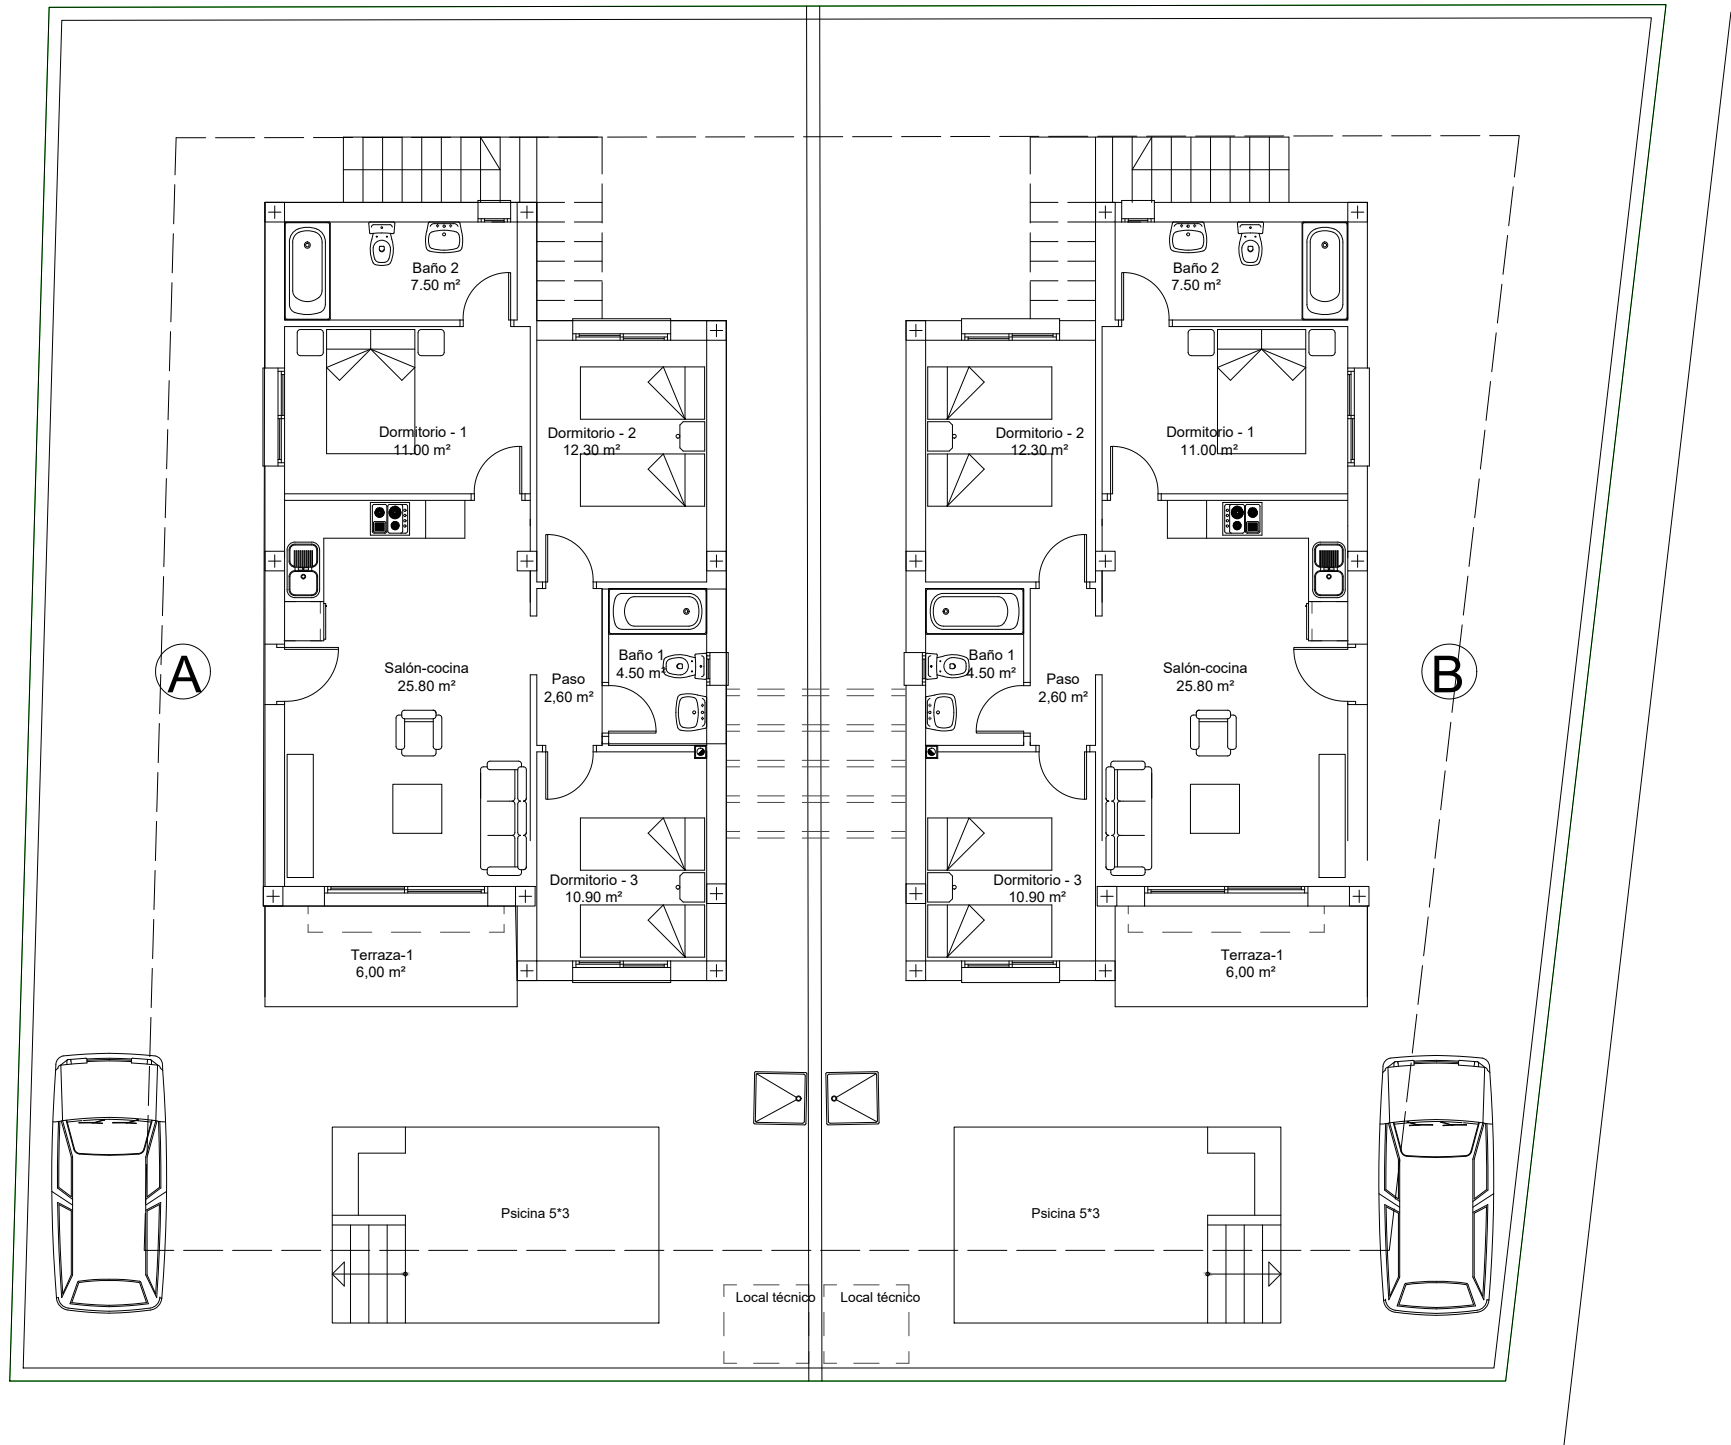 Baño 2
7.50 m²
Baño 2
7.50 m²
Dormitorio - 1
11.00 m²
Dormitorio - 2
12.30 m²
Dormitorio - 2
12.30 m²
Dormitorio - 1
11.00 m²
A
Salón-cocina
25.80 m²
Paso
2,60 m²
Baño 1
4.50 m²
Baño 1
4.50 m²
Paso
2,60 m²
Salón-cocina
25.80 m²
B
Dormitorio - 3
10.90 m²
Dormitorio - 3
10.90 m²
Terraza-1
6,00 m²
Terraza-1
6,00 m²
Psicina 5*3
Psicina 5*3
Local técnico
Local técnico